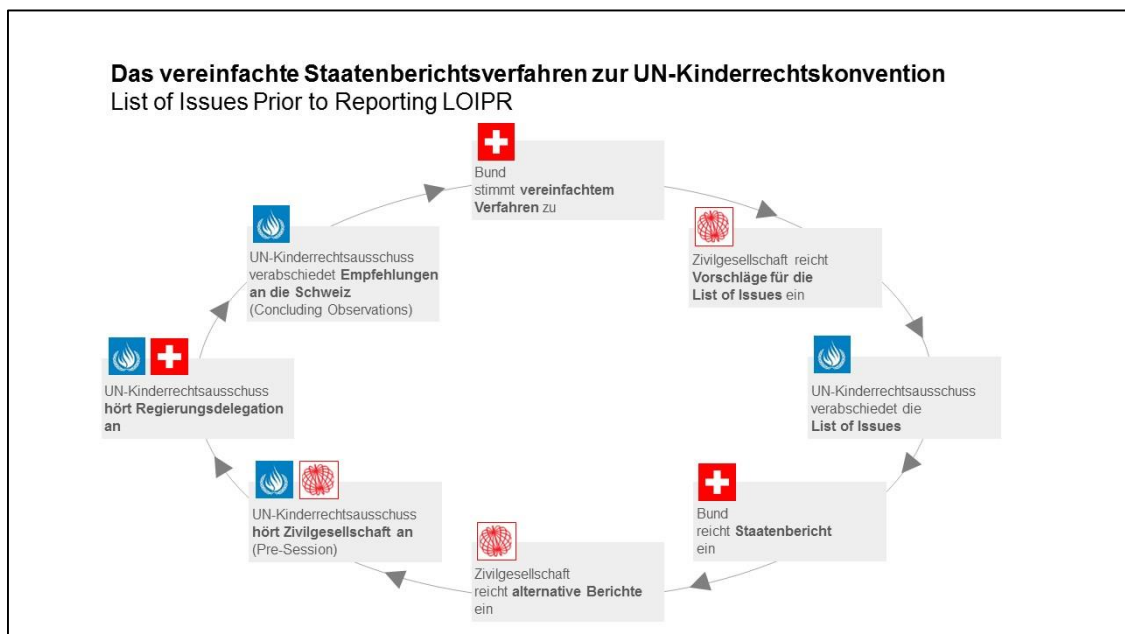 Das vereinfachte Staatenberichtsverfahren zur UN-Kinderrechtskonvention
List of Issues Prior to Reporting LOIPR
Bund
stimmt vereinfachtem
Verfahren zu
Zivilgesellschaft reicht
Vorschläge für die
List of Issues ein
UN-Kinderrechtsausschuss
verabschiedet die
List of Issues
Bund
reicht Staatenbericht
ein
Zivilgesellschaft
reicht alternative Berichte
ein
UN-Kinderrechtsausschuss
hört Zivilgesellschaft an
(Pre-Session)
UN-Kinderrechtsausschuss
hört Regierungsdelegation
an
UN-Kinderrechtsausschuss
verabschiedet Empfehlungen
an die Schweiz
(Concluding Observations)